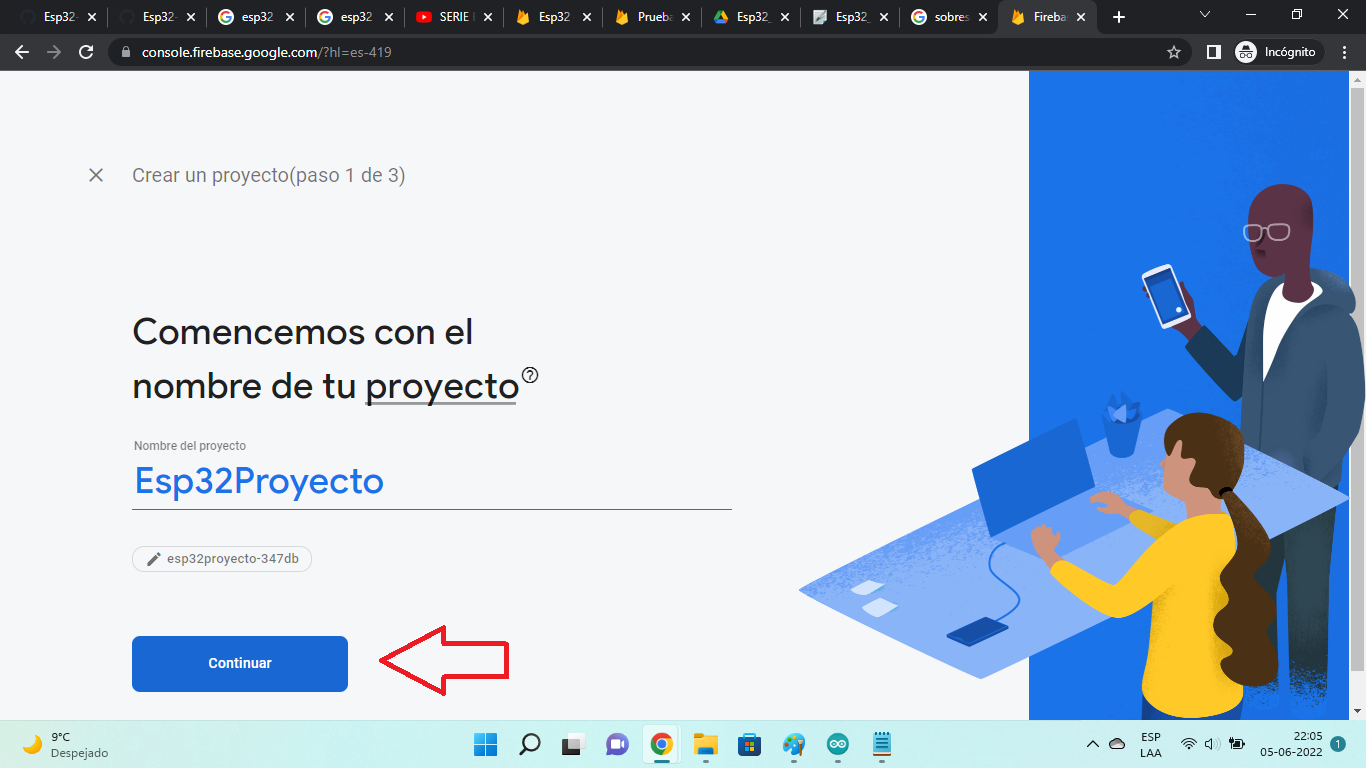 Esp32-
Esp32-
esp32
esp32
SERIE
Esp32
Prueba
Esp32_
Esp32_
sobres
Fireba
console.firebase.google.com/?hl=es-419
Incógnito
Crear un proyecto(paso 1 de 3)
Comencemos con el
nombre de tu proyecto
Nombre del proyecto
Esp32Proyecto
esp32proyecto-347db
Continuar
9°C
Despejado
ESP
LAA
22:05
05-06-2022
1